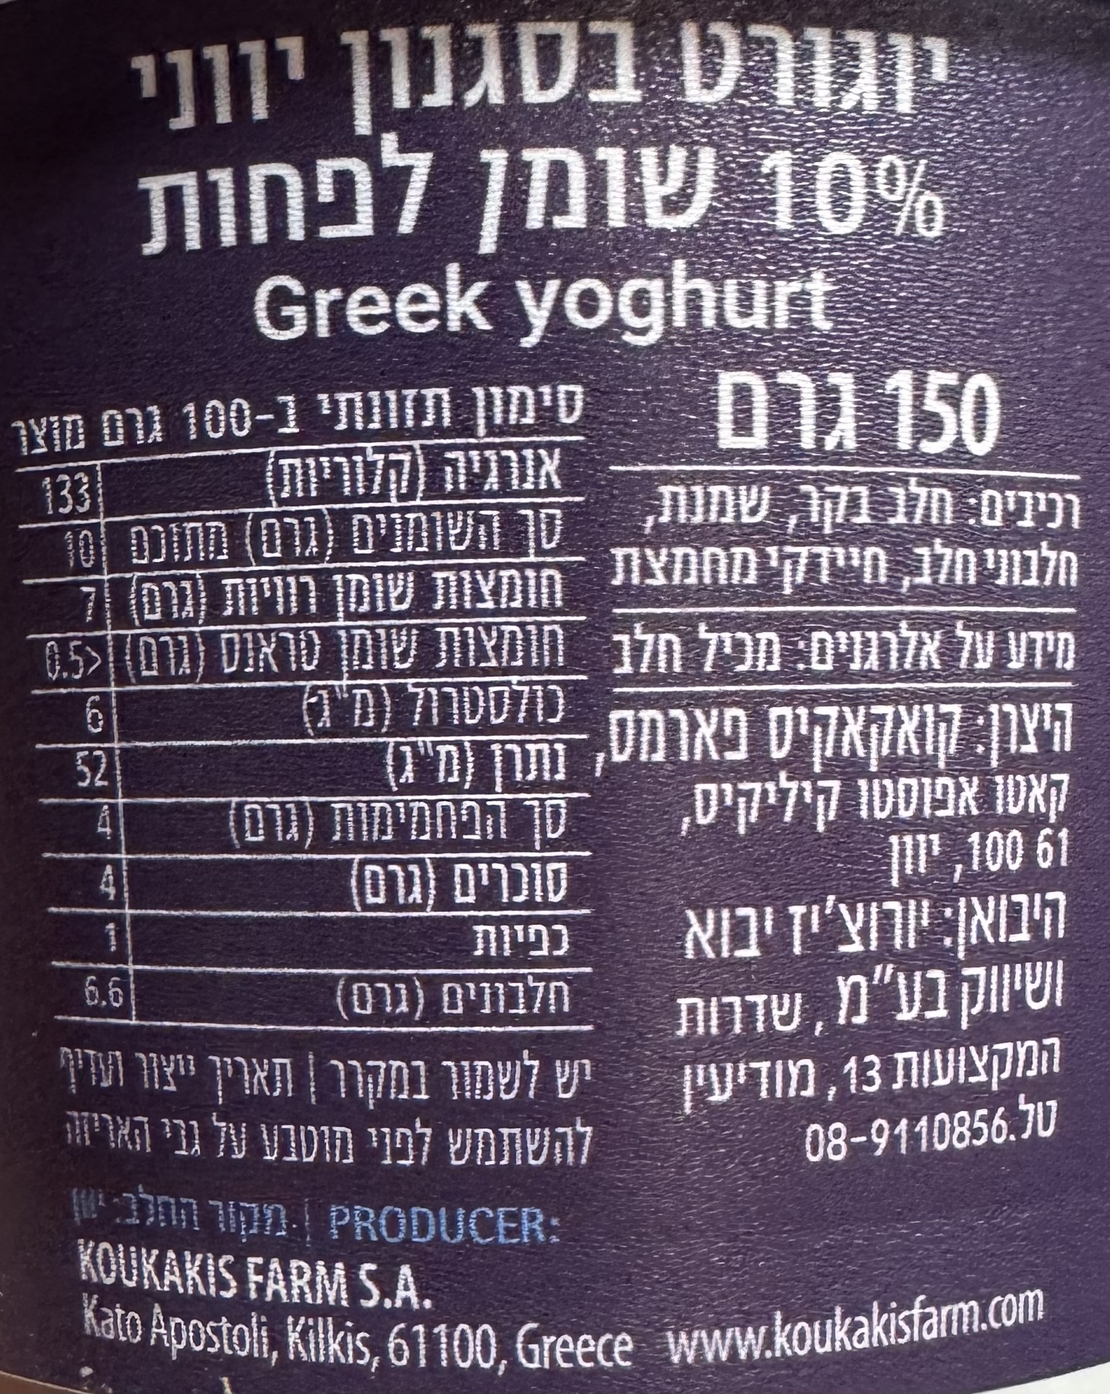 יוגורט בסגנון יווני
10% שומן לפחות
Greek yoghurt
150 גרם
רכיבים: חלב בקר, שמנת,
חלבוני חלב, חיידקי מחמצת
מידע על אלרגנים: מכיל חלב
היצרן: קואקאקיס פארמס,
קאטו אפוסטו קיליקיס,
61 100, יוון
היבואן: יורוצ'יז יבוא
ושיווק בע"מ, שדרות
המקצועות 13, מודיעין
טל.08-9110856
סימון תזונתי ב-100 גרם מוצר
אנרגיה (קלוריות) 133
סך השומנים (גרם) מתוכם 10
חומצות שומן רוויות (גרם) 7
חומצות שומן טראנס (גרם) <0.5
כולסטרול (מ"ג) 6
נתרן (מ"ג) 52
סך הפחמימות (גרם) 4
סוכרים (גרם) 4
כפיות 1
חלבונים (גרם) 6.6
יש לשמור במקרר | תאריך ייצור ועדיף
להשתמש לפני מוטבע על גבי האריזה
מקור החלב: יוון | PRODUCER:
KOUKAKIS FARM S.A.
Kato Apostoli, Kilkis, 61100, Greece www.koukakisfarm.com